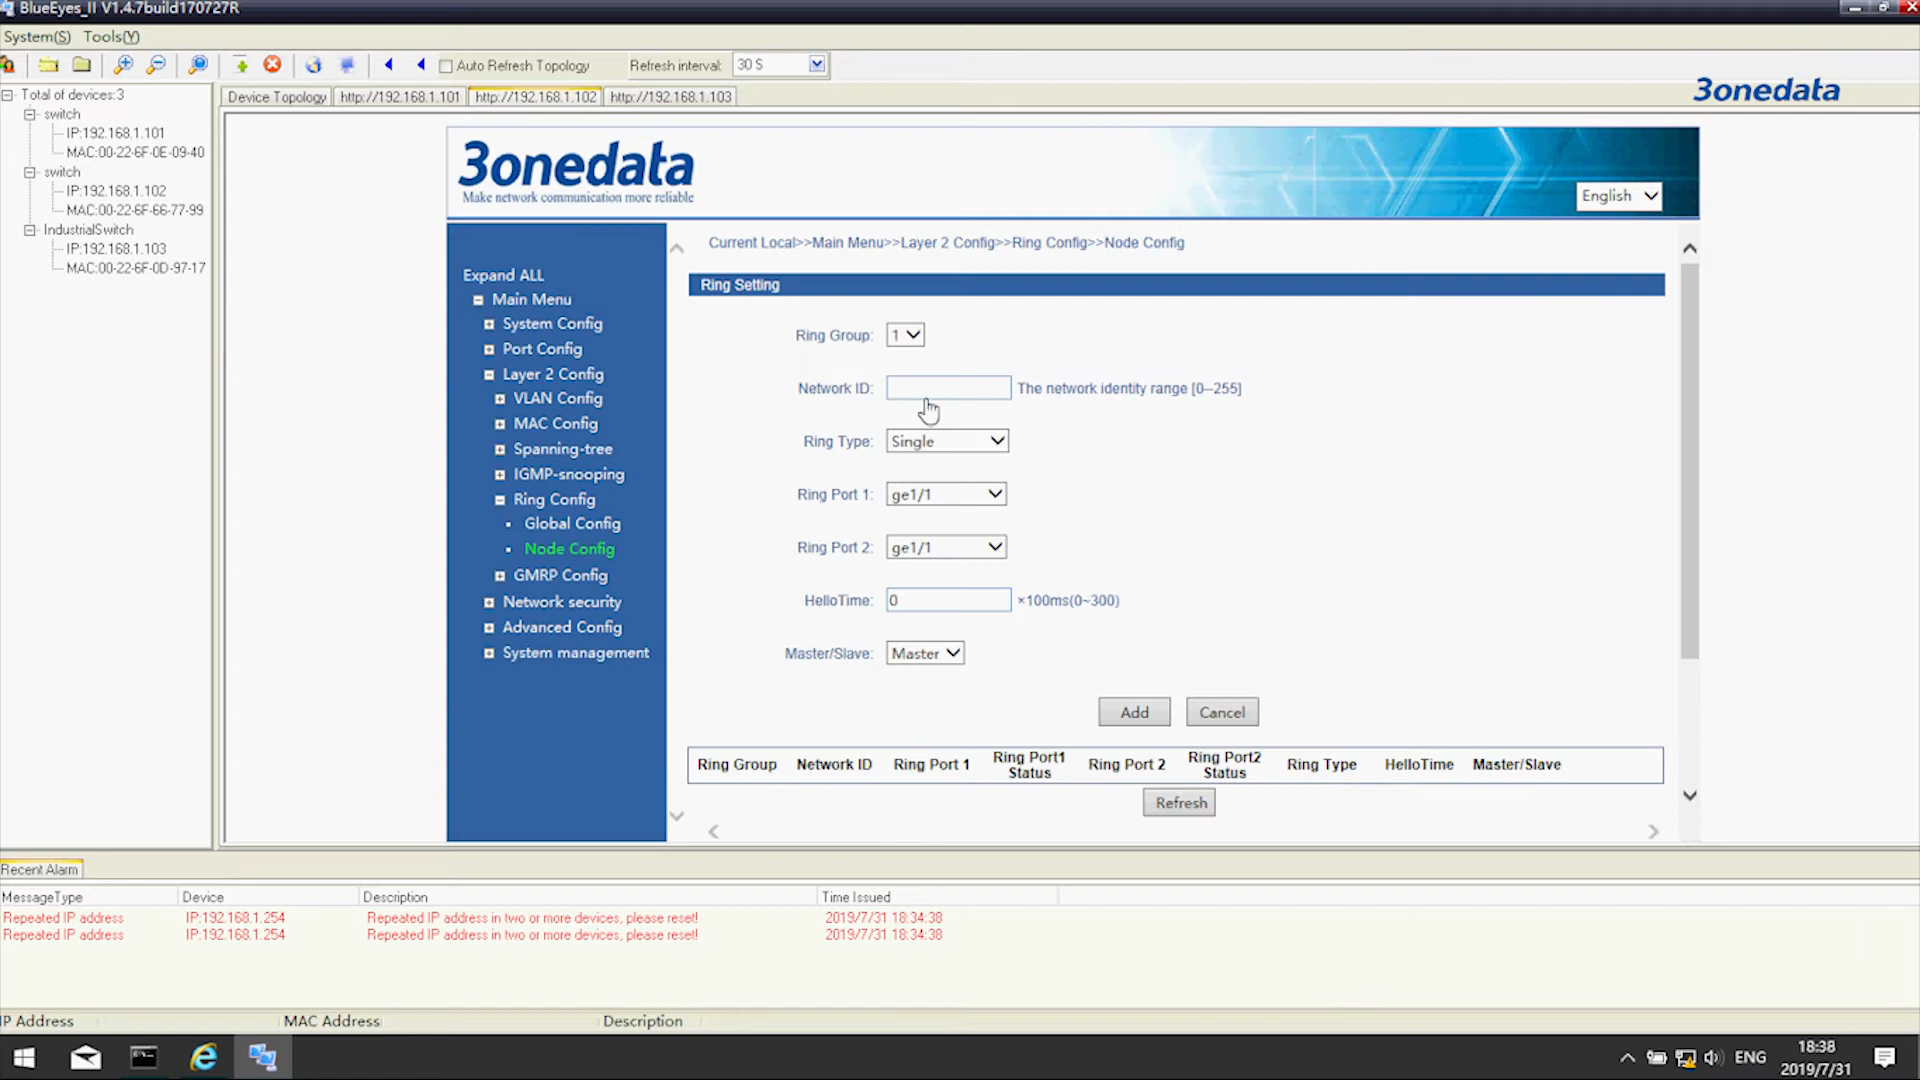 BlueEyes_II V1.4.7build170727R
System(S) Tools(Y)
Auto Refresh Topology Refresh interval: 30 S
Total of devices:3
switch
IP:192.168.1.101
MAC:00-22-6F-0E-09-40
switch
IP:192.168.1.102
MAC:00-22-6F-66-77-99
IndustrialSwitch
IP:192.168.1.103
MAC:00-22-6F-0D-97-17
Device Topology http://192.168.1.101 http://192.168.1.102 http://192.168.1.103
3onedata
3onedata
Make network communication more reliable
English
Expand ALL
Main Menu
System Config
Port Config
Layer 2 Config
VLAN Config
MAC Config
Spanning-tree
IGMP-snooping
Ring Config
Global Config
Node Config
GMRP Config
Network security
Advanced Config
System management
Current Local>>Main Menu>>Layer 2 Config>>Ring Config>>Node Config
Ring Setting
Ring Group: 1
Network ID: The network identity range [0--255]
Ring Type: Single
Ring Port 1: ge1/1
Ring Port 2: ge1/1
HelloTime: 0 ×100ms(0~300)
Master/Slave: Master
Add Cancel
Ring Group Network ID Ring Port 1 Ring Port1 Status Ring Port 2 Ring Port2 Status Ring Type HelloTime Master/Slave
Refresh
Recent Alarm
MessageType Device Description Time Issued
Repeated IP address IP:192.168.1.254 Repeated IP address in two or more devices, please reset! 2019/7/31 18:34:38
Repeated IP address IP:192.168.1.254 Repeated IP address in two or more devices, please reset! 2019/7/31 18:34:38
IP Address MAC Address Description
ENG
18:38
2019/7/31